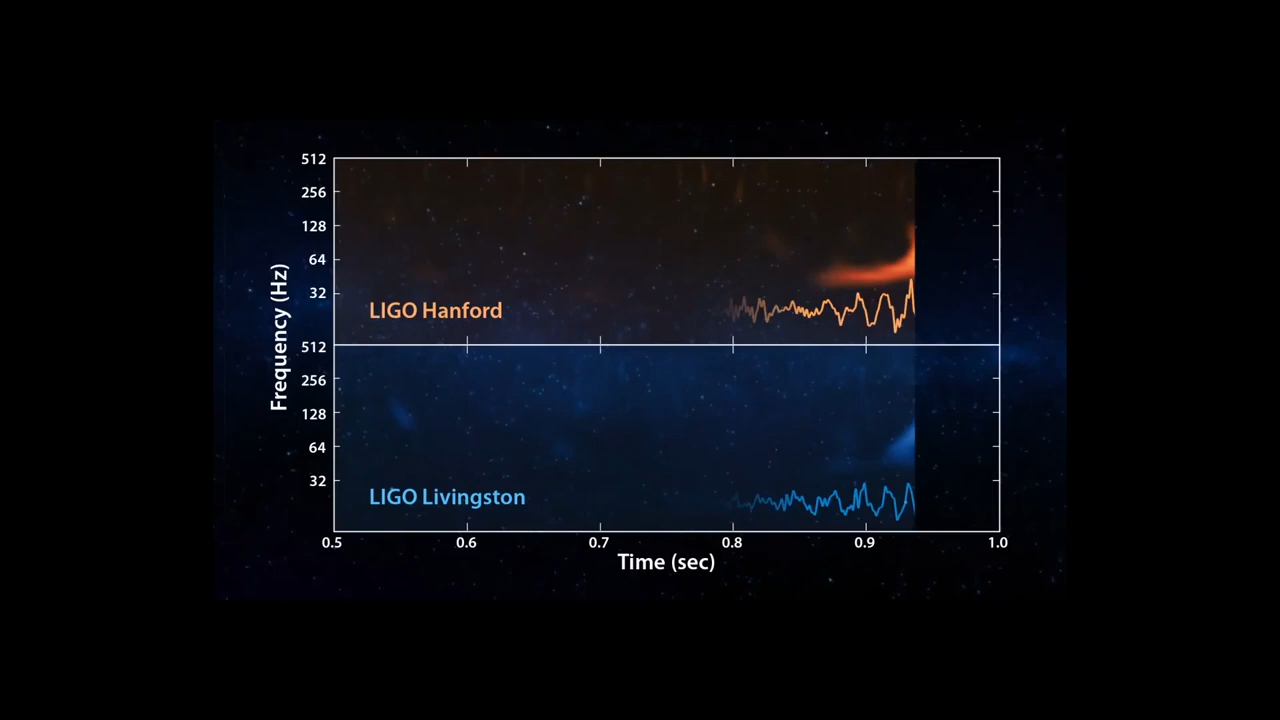 512
256
128
64
32
LIGO Hanford
512
256
128
64
32
LIGO Livingston
Frequency (Hz)
0.5 0.6 0.7 0.8 0.9 1.0
Time (sec)